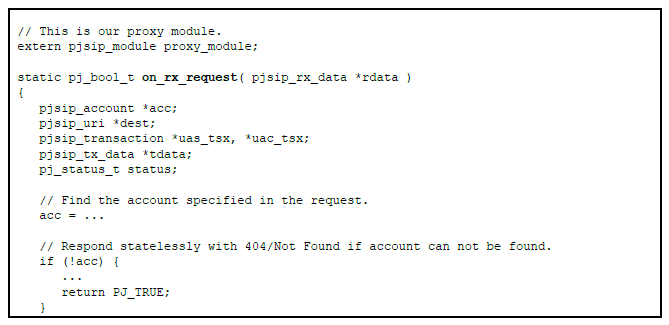 // This is our proxy module.
extern pjsip_module proxy_module;
static pj_bool_t on_rx_request( pjsip_rx_data *rdata )
{
pjsip_account *acc;
pjsip_uri *dest;
pjsip_transaction *uas_tsx, *uac_tsx;
pjsip_tx_data *tdata;
pj_status_t status;
// Find the account specified in the request.
acc = ...
// Respond statelessly with 404/Not Found if account can not be found.
if (!acc) {
...
return PJ_TRUE;
}